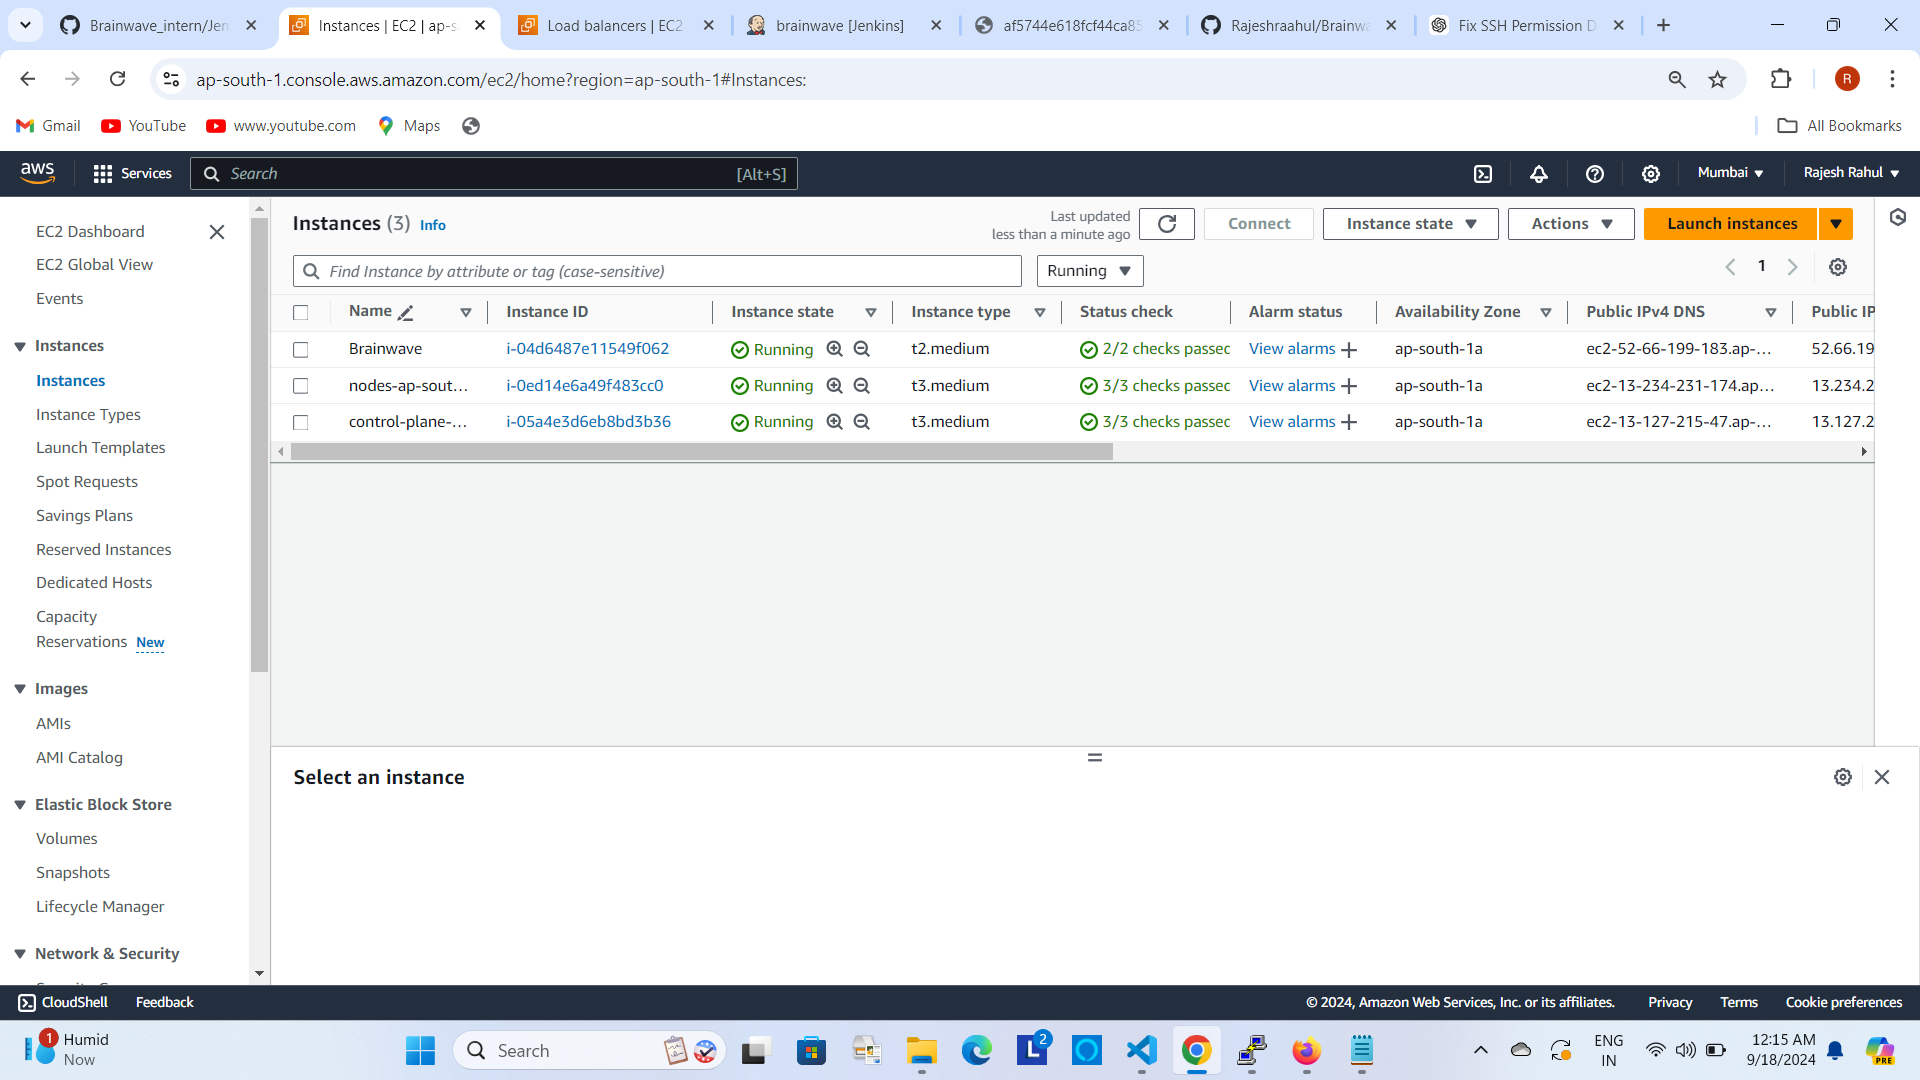 Brainwave_intern/Jen
Instances | EC2 | ap-s
Load balancers | EC2
brainwave [Jenkins]
af5744e618fcf44ca85
Rajeshraahul/Brainwa
Fix SSH Permission D
ap-south-1.console.aws.amazon.com/ec2/home?region=ap-south-1#Instances:
R
Gmail
YouTube
www.youtube.com
Maps
All Bookmarks
aws
Services
Search
[Alt+S]
Mumbai
Rajesh Rahul
EC2 Dashboard
EC2 Global View
Events
Instances
Instances
Instance Types
Launch Templates
Spot Requests
Savings Plans
Reserved Instances
Dedicated Hosts
Capacity
Reservations New
Images
AMIs
AMI Catalog
Elastic Block Store
Volumes
Snapshots
Lifecycle Manager
Network & Security
Instances (3) Info
Last updated
less than a minute ago
Connect
Instance state
Actions
Launch instances
Find Instance by attribute or tag (case-sensitive)
Running
1
Name Instance ID Instance state Instance type Status check Alarm status Availability Zone Public IPv4 DNS Public IP
Brainwave i-04d6487e11549f062 Running t2.medium 2/2 checks passed View alarms + ap-south-1a ec2-52-66-199-183.ap-... 52.66.19
nodes-ap-sout... i-0ed14e6a49f483cc0 Running t3.medium 3/3 checks passed View alarms + ap-south-1a ec2-13-234-231-174.ap... 13.234.2
control-plane-... i-05a4e3d6eb8bd3b36 Running t3.medium 3/3 checks passed View alarms + ap-south-1a ec2-13-127-215-47.ap-... 13.127.2
Select an instance
CloudShell
Feedback
© 2024, Amazon Web Services, Inc. or its affiliates.
Privacy
Terms
Cookie preferences
1
Humid
Now
Search
L
2
ENG
IN
12:15 AM
9/18/2024
PRE